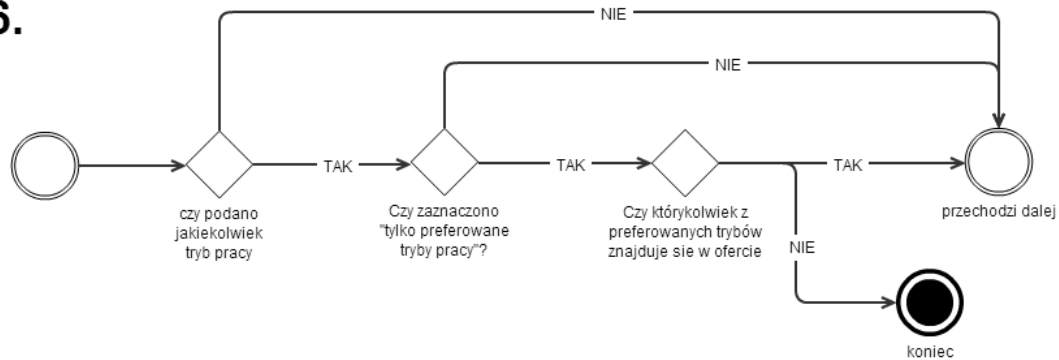 6.
NIE
NIE
TAK
TAK
TAK
czy podano
jakiekolwiek
tryb pracy
Czy zaznaczono
"tylko preferowane
tryby pracy"?
Czy którykolwiek z
preferowanych trybów
znajduje sie w ofercie
przechodzi dalej
NIE
koniec